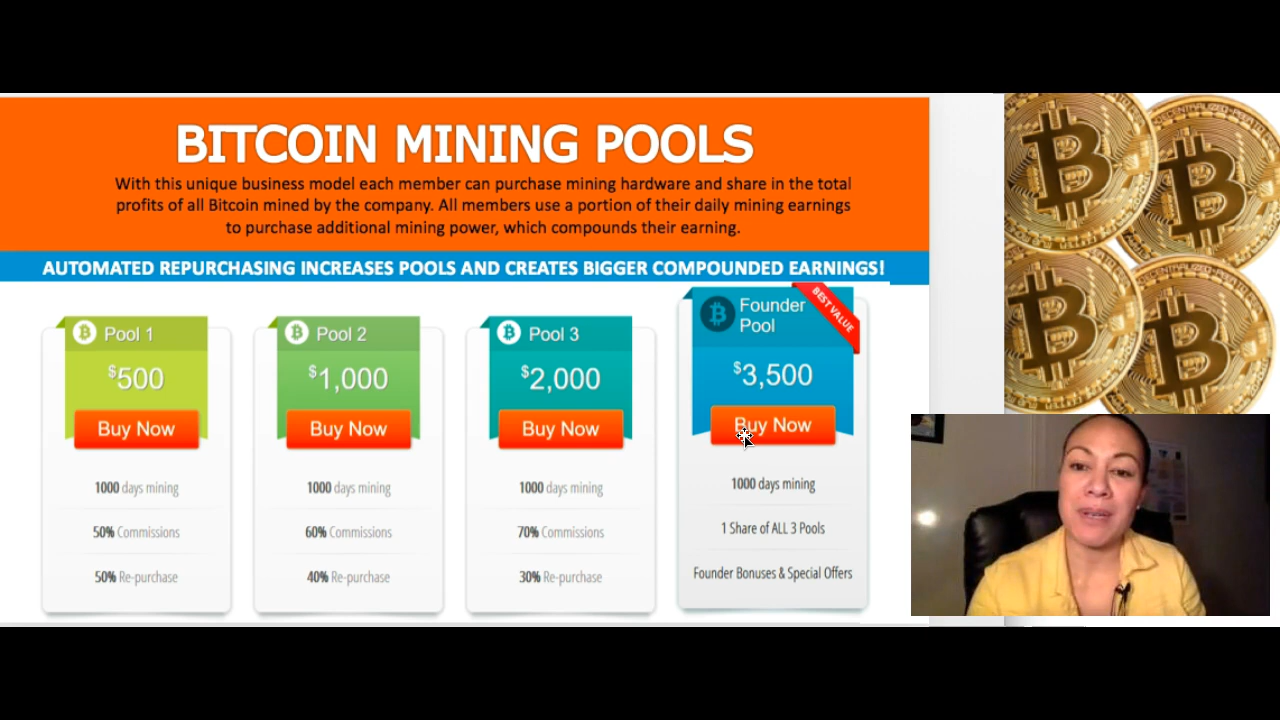 BITCOIN MINING POOLS
With this unique business model each member can purchase mining hardware and share in the total
profits of all Bitcoin mined by the company. All members use a portion of their daily mining earnings
to purchase additional mining power, which compounds their earning.
AUTOMATED REPURCHASING INCREASES POOLS AND CREATES BIGGER COMPOUNDED EARNINGS!
Pool 1
$500
Buy Now
1000 days mining
50% Commissions
50% Re-purchase
Pool 2
$1,000
Buy Now
1000 days mining
60% Commissions
40% Re-purchase
Pool 3
$2,000
Buy Now
1000 days mining
70% Commissions
30% Re-purchase
Founder
Pool
BEST VALUE
$3,500
Buy Now
1000 days mining
1 Share of ALL 3 Pools
Founder Bonuses & Special Offers